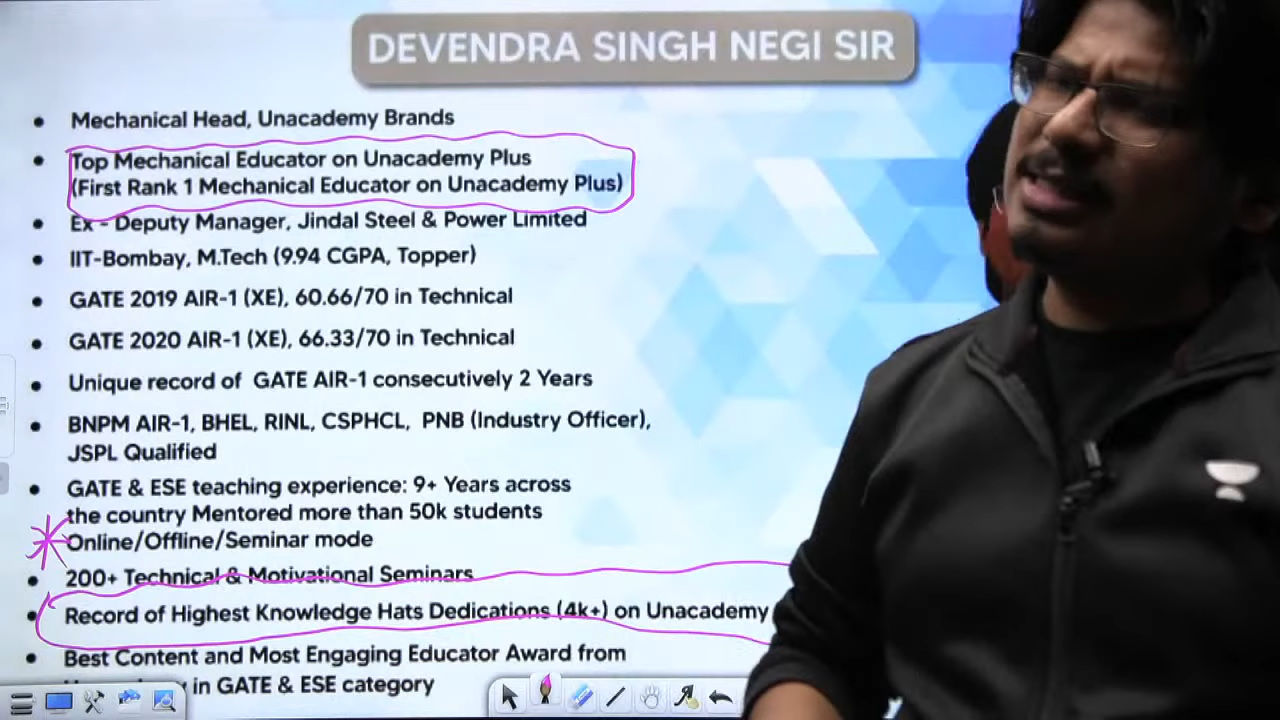 DEVENDRA SINGH NEGI SIR
Mechanical Head, Unacademy Brands
Top Mechanical Educator on Unacademy Plus
(First Rank 1 Mechanical Educator on Unacademy Plus)
Ex - Deputy Manager, Jindal Steel & Power Limited
IIT-Bombay, M.Tech (9.94 CGPA, Topper)
GATE 2019 AIR-1 (XE), 60.66/70 in Technical
GATE 2020 AIR-1 (XE), 66.33/70 in Technical
Unique record of GATE AIR-1 consecutively 2 Years
BNPM AIR-1, BHEL, RINL, CSPHCL, PNB (Industry Officer),
JSPL Qualified
GATE & ESE teaching experience: 9+ Years across
the country Mentored more than 50k students
Online/Offline/Seminar mode
200+ Technical & Motivational Seminars
Record of Highest Knowledge Hats Dedications (4k+) on Unacademy
Best Content and Most Engaging Educator Award from
in GATE & ESE category